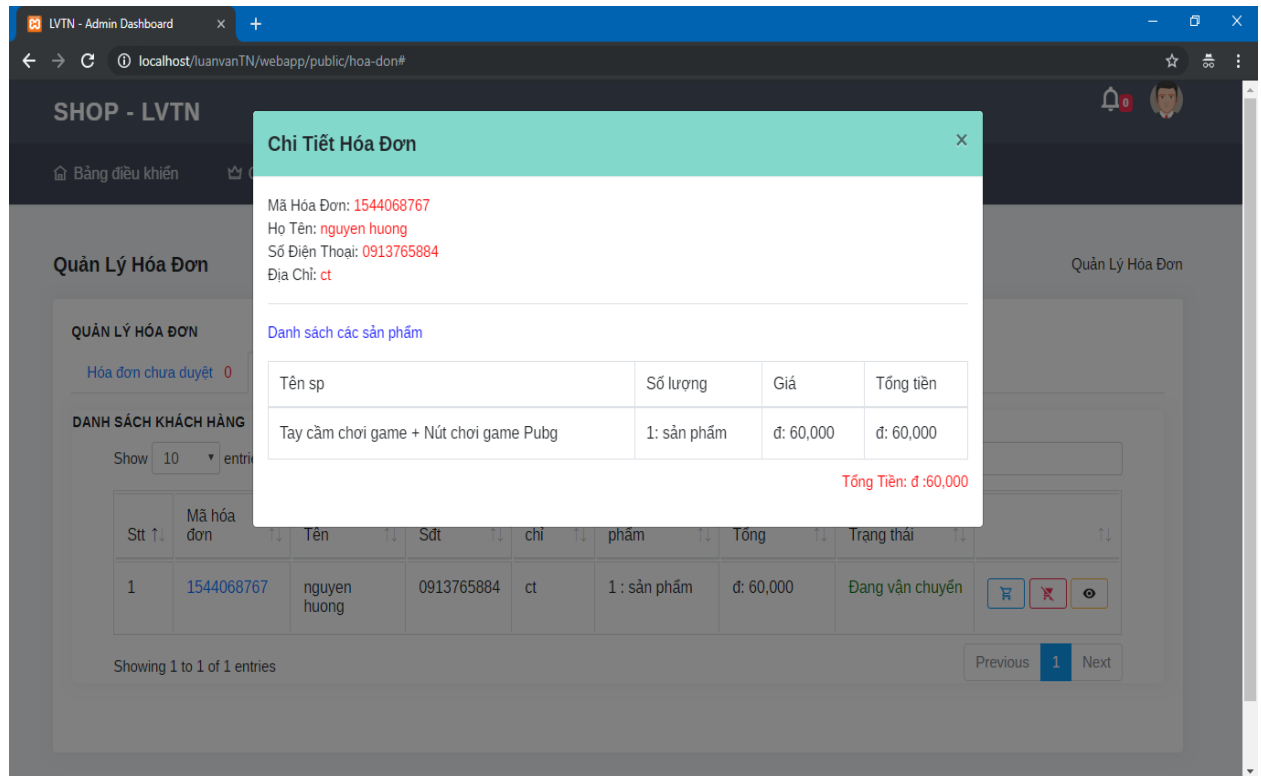 LVTN - Admin Dashboard
localhost/luanvanTN/webapp/public/hoa-don#
SHOP - LVTN
0
Bảng điều khiển
Chi Tiết Hóa Đơn
×
Mã Hóa Đơn: 1544068767
Họ Tên: nguyen huong
Số Điện Thoại: 0913765884
Địa Chỉ: ct
Danh sách các sản phẩm
Tên sp Số lượng Giá Tổng tiền
Tay cầm chơi game + Nút chơi game Pubg 1: sản phẩm đ: 60,000 đ: 60,000
Tổng Tiền: đ :60,000
Quản Lý Hóa Đơn Quản Lý Hóa Đơn
QUẢN LÝ HÓA ĐƠN
Hóa đơn chưa duyệt 0
DANH SÁCH KHÁCH HÀNG
Show 10
Stt Mã hóa đơn Tên Sđt chỉ phẩm Tổng Trạng thái
1 1544068767 nguyen huong 0913765884 ct 1 : sản phẩm đ: 60,000 Đang vận chuyển
Showing 1 to 1 of 1 entries
Previous 1 Next